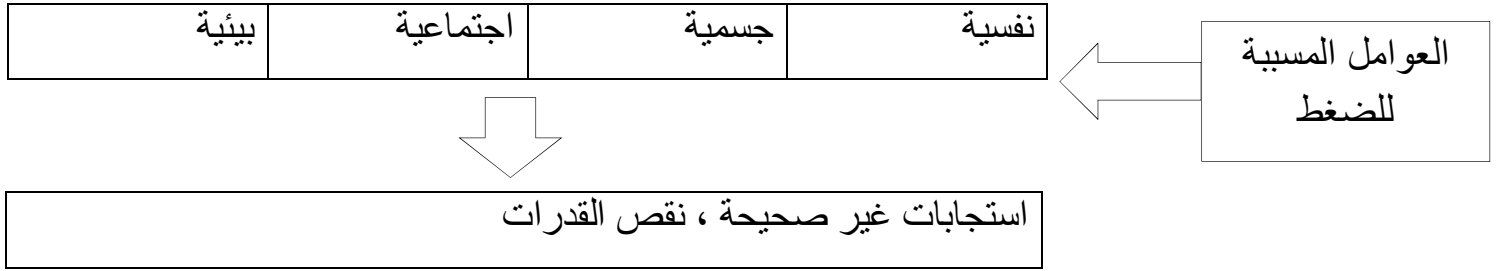 العوامل المسببة
للضغط
نفسية
جسمية
اجتماعية
بيئية
استجابات غير صحيحة ، نقص القدرات